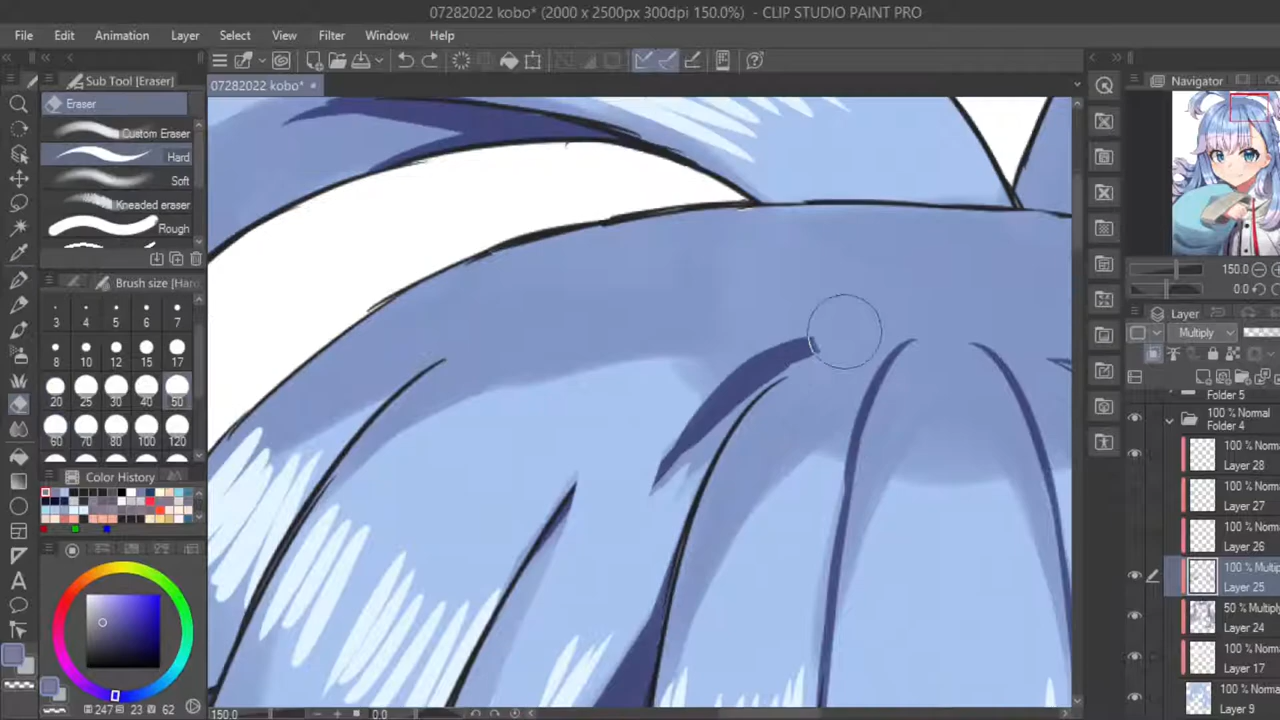 07282022 kobo* (2000 x 2500px 300dpi 150.0%) - CLIP STUDIO PAINT PRO
File Edit Animation Layer Select View Filter Window Help
Sub Tool [Eraser]
07282022 kobo*
Navigator
Eraser
Custom Eraser
Hard
Soft
Kneaded eraser
Rough
Brush size [Hard
3 4 5 6 7
8 10 12 15 17
20 25 30 40 50
60 70 80 100 120
Color History
247 23 62
150.0 0.0
150.0
0.0
Layer
Multiply
Folder 5
100 % Normal
Folder 4
100 % Norma
Layer 28
100 % Norma
Layer 27
100 % Norma
Layer 26
100 % Multip
Layer 25
50 % Multiply
Layer 24
100 % Norma
Layer 17
100 % Normal
Layer 9